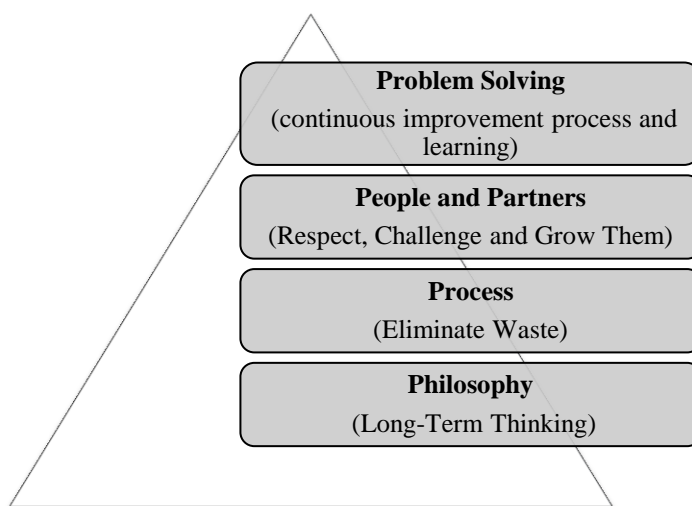 Problem Solving
(continuous improvement process and
learning)
People and Partners
(Respect, Challenge and Grow Them)
Process
(Eliminate Waste)
Philosophy
(Long-Term Thinking)